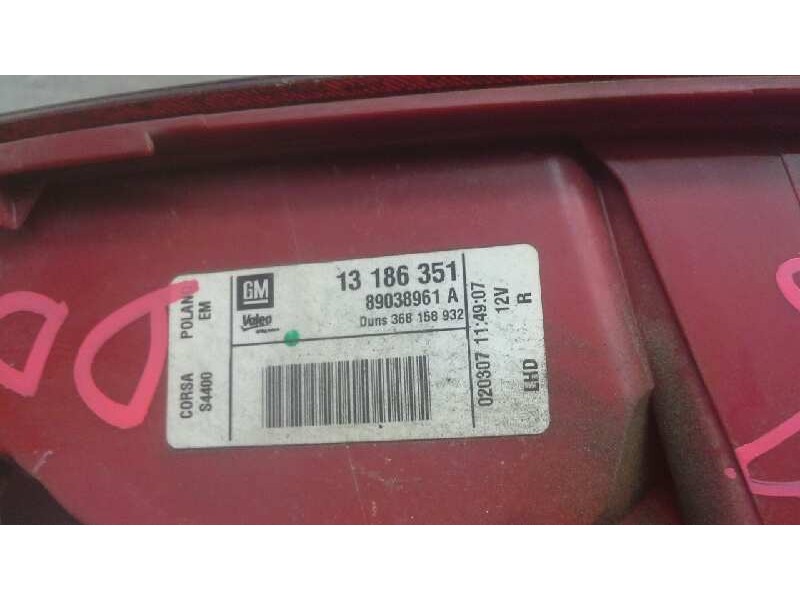 GM
13 186 351
89038961 A
Valeo
Duns 368 158 932
CORSA POLAND
S4400 EM
020307 11:49:07
12V
LHD R